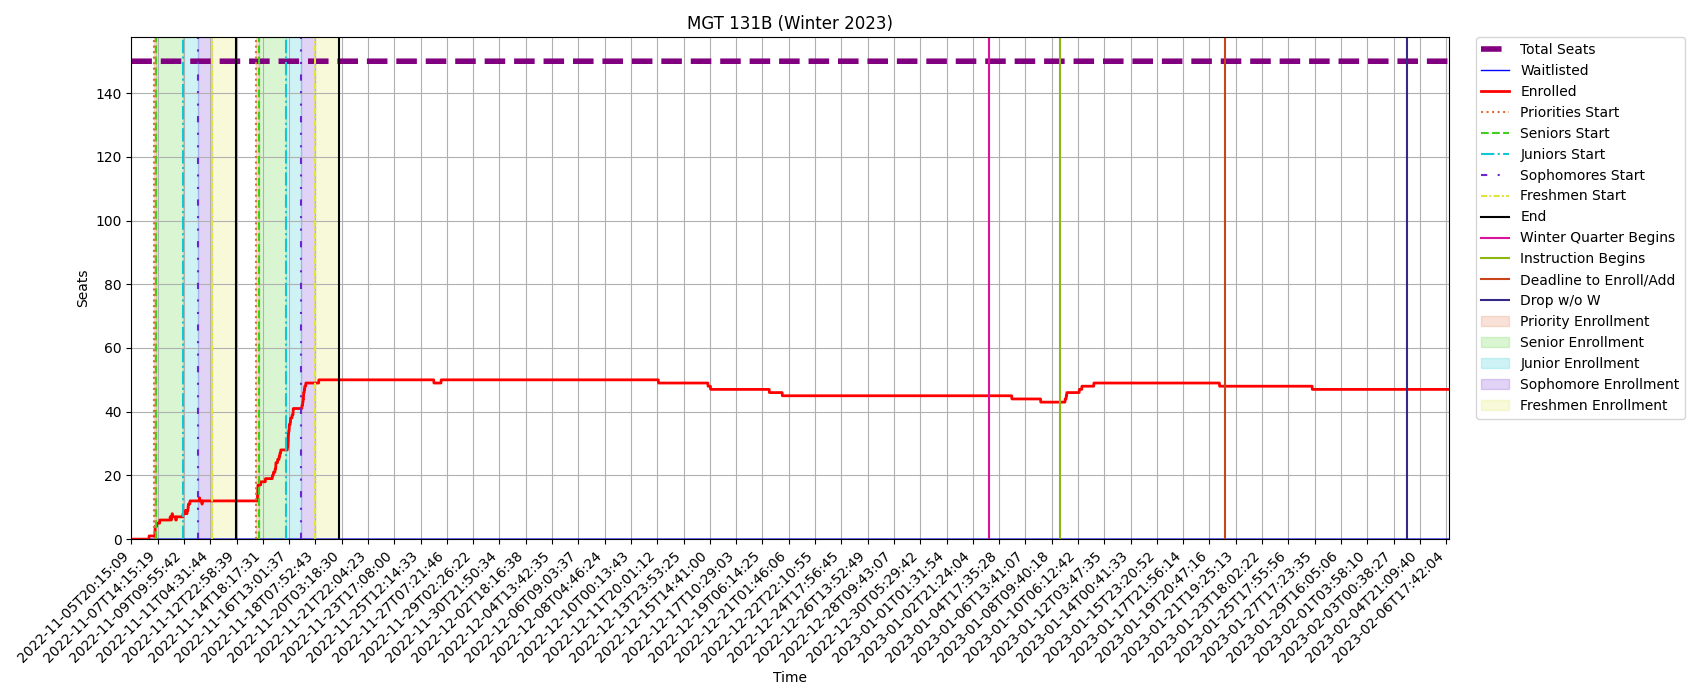 MGT 131B (Winter 2023)
Seats
140
120
100
80
60
40
20
0
2022-11-05T20:15:09
2022-11-07T14:15:19
2022-11-09T09:55:42
2022-11-11T04:31:44
2022-11-12T22:58:39
2022-11-14T18:17:31
2022-11-16T13:01:37
2022-11-18T07:52:43
2022-11-20T03:18:30
2022-11-21T22:04:23
2022-11-23T17:08:00
2022-11-25T12:14:33
2022-11-27T07:21:46
2022-11-29T02:26:22
2022-11-30T21:50:34
2022-12-02T18:16:38
2022-12-04T13:42:35
2022-12-06T09:03:37
2022-12-08T04:46:24
2022-12-10T00:13:43
2022-12-11T20:01:12
2022-12-13T23:53:25
2022-12-15T14:41:00
2022-12-17T10:29:03
2022-12-19T06:14:25
2022-12-21T01:46:06
2022-12-22T22:10:55
2022-12-24T17:56:45
2022-12-26T13:52:49
2022-12-28T09:43:07
2022-12-30T05:29:42
2023-01-01T01:31:54
2023-01-02T21:24:04
2023-01-04T17:35:28
2023-01-06T13:41:07
2023-01-08T09:40:18
2023-01-10T06:12:42
2023-01-12T03:47:35
2023-01-14T00:41:33
2023-01-15T23:20:52
2023-01-17T21:56:14
2023-01-19T20:47:16
2023-01-21T19:25:13
2023-01-23T18:02:22
2023-01-25T17:55:56
2023-01-27T17:23:35
2023-01-29T16:05:06
2023-02-01T03:58:10
2023-02-03T00:38:27
2023-02-04T21:09:40
2023-02-06T17:42:04
Time
Total Seats
Waitlisted
Enrolled
Priorities Start
Seniors Start
Juniors Start
Sophomores Start
Freshmen Start
End
Winter Quarter Begins
Instruction Begins
Deadline to Enroll/Add
Drop w/o W
Priority Enrollment
Senior Enrollment
Junior Enrollment
Sophomore Enrollment
Freshmen Enrollment